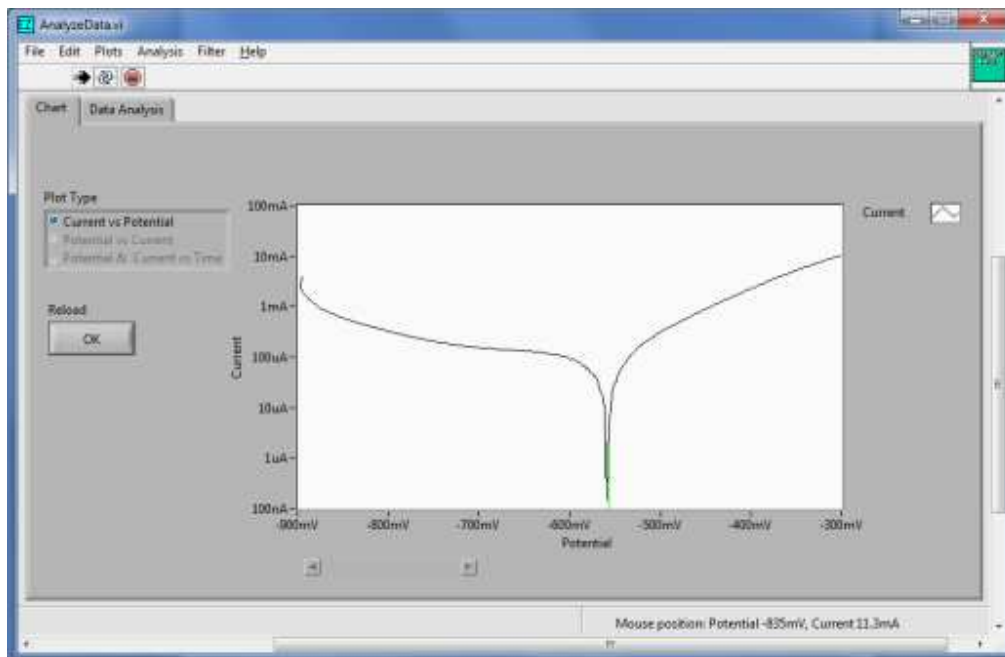 AnalyzeData.vi
File Edit Plots Analysis Filter Help
Chart Data Analysis
Plot Type
Current vs Potential
Potential vs Current
Potential & Current vs Time
Reload
OK
Current
100mA
10mA
1mA
100uA
10uA
1uA
100nA
Current
-900mV -800mV -700mV -600mV -500mV -400mV -300mV
Potential
Mouse position: Potential -835mV, Current 11.3mA